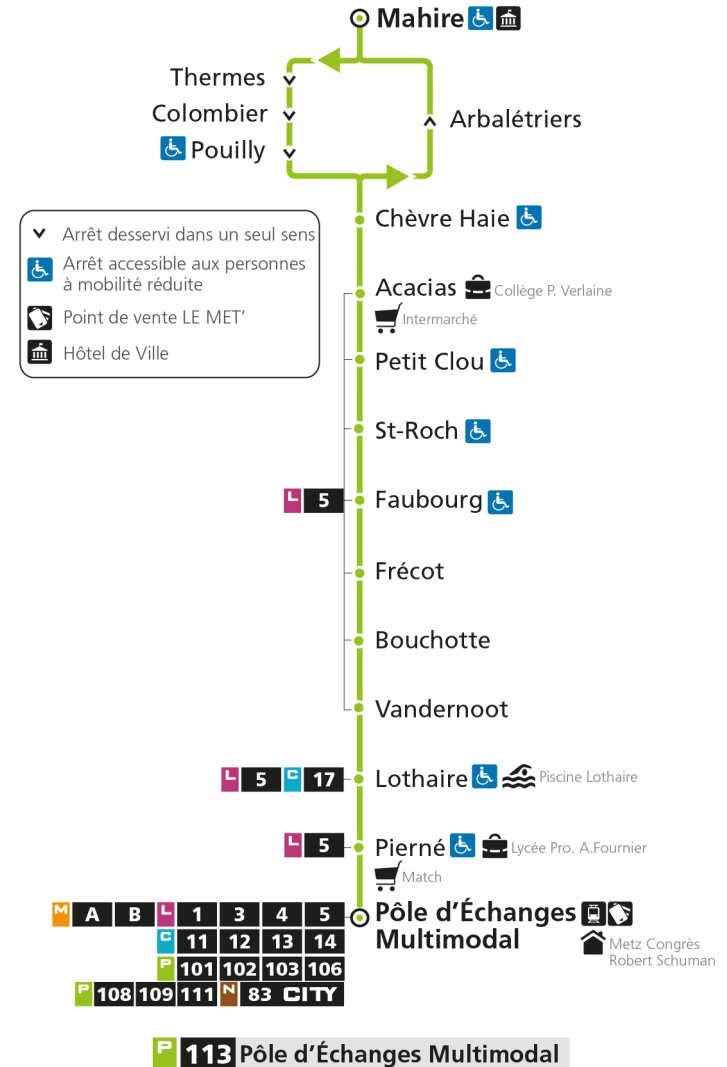 Mahire
Thermes
Colombier
Pouilly
Arbalétriers
Chèvre Haie
Arrêt desservi dans un seul sens
Arrêt accessible aux personnes
à mobilité réduite
Point de vente LE MET’
Hôtel de Ville
Acacias Collège P. Verlaine
Intermarché
Petit Clou
St-Roch
L 5 Faubourg
Frécot
Bouchotte
Vandernoot
L 5 C 17 Lothaire Piscine Lothaire
L 5 Pierné Lycée Pro. A.Fournier
Match
M A B L 1 3 4 5 Pôle d’Échanges
C 11 12 13 14 Multimodal
Metz Congrès
Robert Schuman
P 101 102 103 106
P 108 109 111 N 83 CITY
P 113 Pôle d’Échanges Multimodal